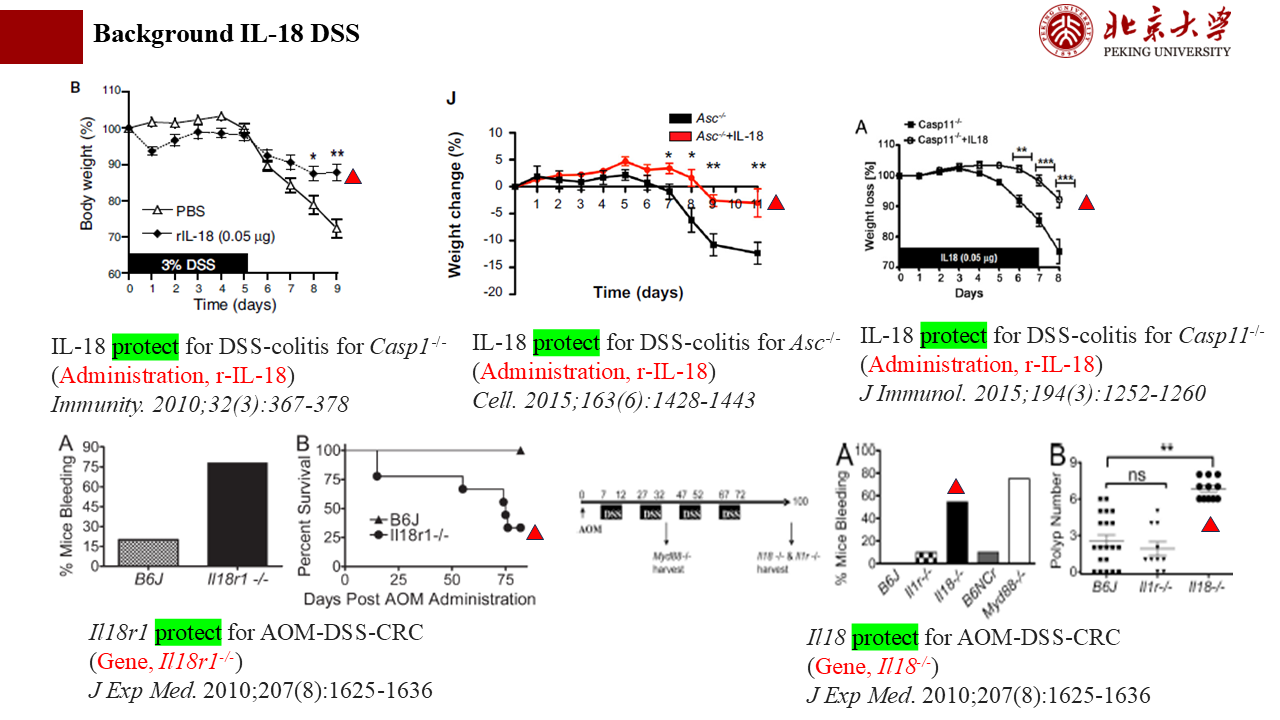 Background IL-18 DSS
北京大学
PEKING UNIVERSITY
PEKING UNIVERSITY
1898
B
110
100
90
80
70
60
Body weight (%)
* **
PBS
rIL-18 (0.05 µg)
3% DSS
0 1 2 3 4 5 6 7 8 9
Time (days)
J
Asc-/-
Asc-/-+IL-18
10
5
0
-5
-10
-15
-20
Weight change (%)
* * ** **
1 2 3 4 5 6 7 8 9 10 11
Time (days)
A
Casp11-/-
Casp11-/-+IL18
110
100
90
80
70
Weight loss [%]
** *** ***
IL18 (0.05 µg)
0 1 2 3 4 5 6 7 8
Days
IL-18 protect for DSS-colitis for Casp1-/-
(Administration, r-IL-18)
Immunity. 2010;32(3):367-378
IL-18 protect for DSS-colitis for Asc-/-
(Administration, r-IL-18)
Cell. 2015;163(6):1428-1443
IL-18 protect for DSS-colitis for Casp11-/-
(Administration, r-IL-18)
J Immunol. 2015;194(3):1252-1260
A
90
75
60
45
30
15
0
% Mice Bleeding
B6J Il18r1 -/-
B
100
75
50
25
0
Percent Survival
B6J
Il18r1-/-
0 25 50 75
Days Post AOM Administration
0 7 12 27 32 47 52 67 72 100
AOM
DSS DSS DSS DSS
Myd88-/-
harvest
Il18 -/- & Il1r -/-
harvest
A
100
80
60
40
20
0
% Mice Bleeding
B6J Il1r-/- Il18-/- B6NCr Myd88-/-
B
9
6
3
0
Polyp Number
**
ns
B6J Il1r-/- Il18-/-
Il18r1 protect for AOM-DSS-CRC
(Gene, Il18r1-/-)
J Exp Med. 2010;207(8):1625-1636
Il18 protect for AOM-DSS-CRC
(Gene, Il18-/-)
J Exp Med. 2010;207(8):1625-1636